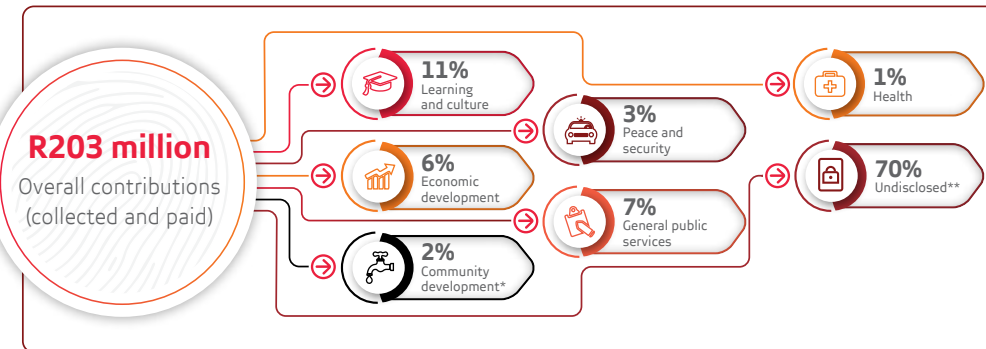 R203 million
Overall contributions
(collected and paid)
11%
Learning
and culture
6%
Economic
development
2%
Community
development*
3%
Peace and
security
7%
General public
services
1%
Health
70%
Undisclosed**